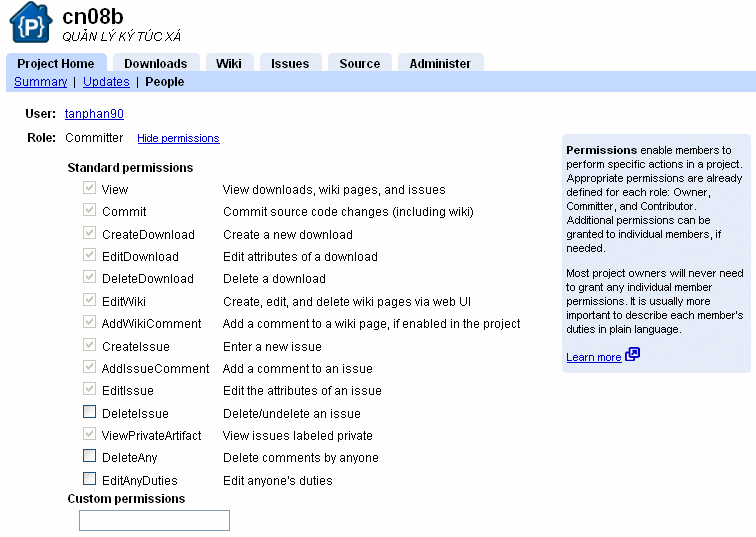 {P}
cn08b
QUẢN LÝ KÝ TÚC XÁ
Project Home Downloads Wiki Issues Source Administer
Summary | Updates | People
User: tanphan90
Role: Committer Hide permissions
Standard permissions
View View downloads, wiki pages, and issues
Commit Commit source code changes (including wiki)
CreateDownload Create a new download
EditDownload Edit attributes of a download
DeleteDownload Delete a download
EditWiki Create, edit, and delete wiki pages via web UI
AddWikiComment Add a comment to a wiki page, if enabled in the project
CreateIssue Enter a new issue
AddIssueComment Add a comment to an issue
EditIssue Edit the attributes of an issue
DeleteIssue Delete/undelete an issue
ViewPrivateArtifact View issues labeled private
DeleteAny Delete comments by anyone
EditAnyDuties Edit anyone's duties
Custom permissions
Permissions enable members to
perform specific actions in a project.
Appropriate permissions are already
defined for each role: Owner,
Committer, and Contributor.
Additional permissions can be
granted to individual members, if
needed.
Most project owners will never need
to grant any individual member
permissions. It is usually more
important to describe each member's
duties in plain language.
Learn more